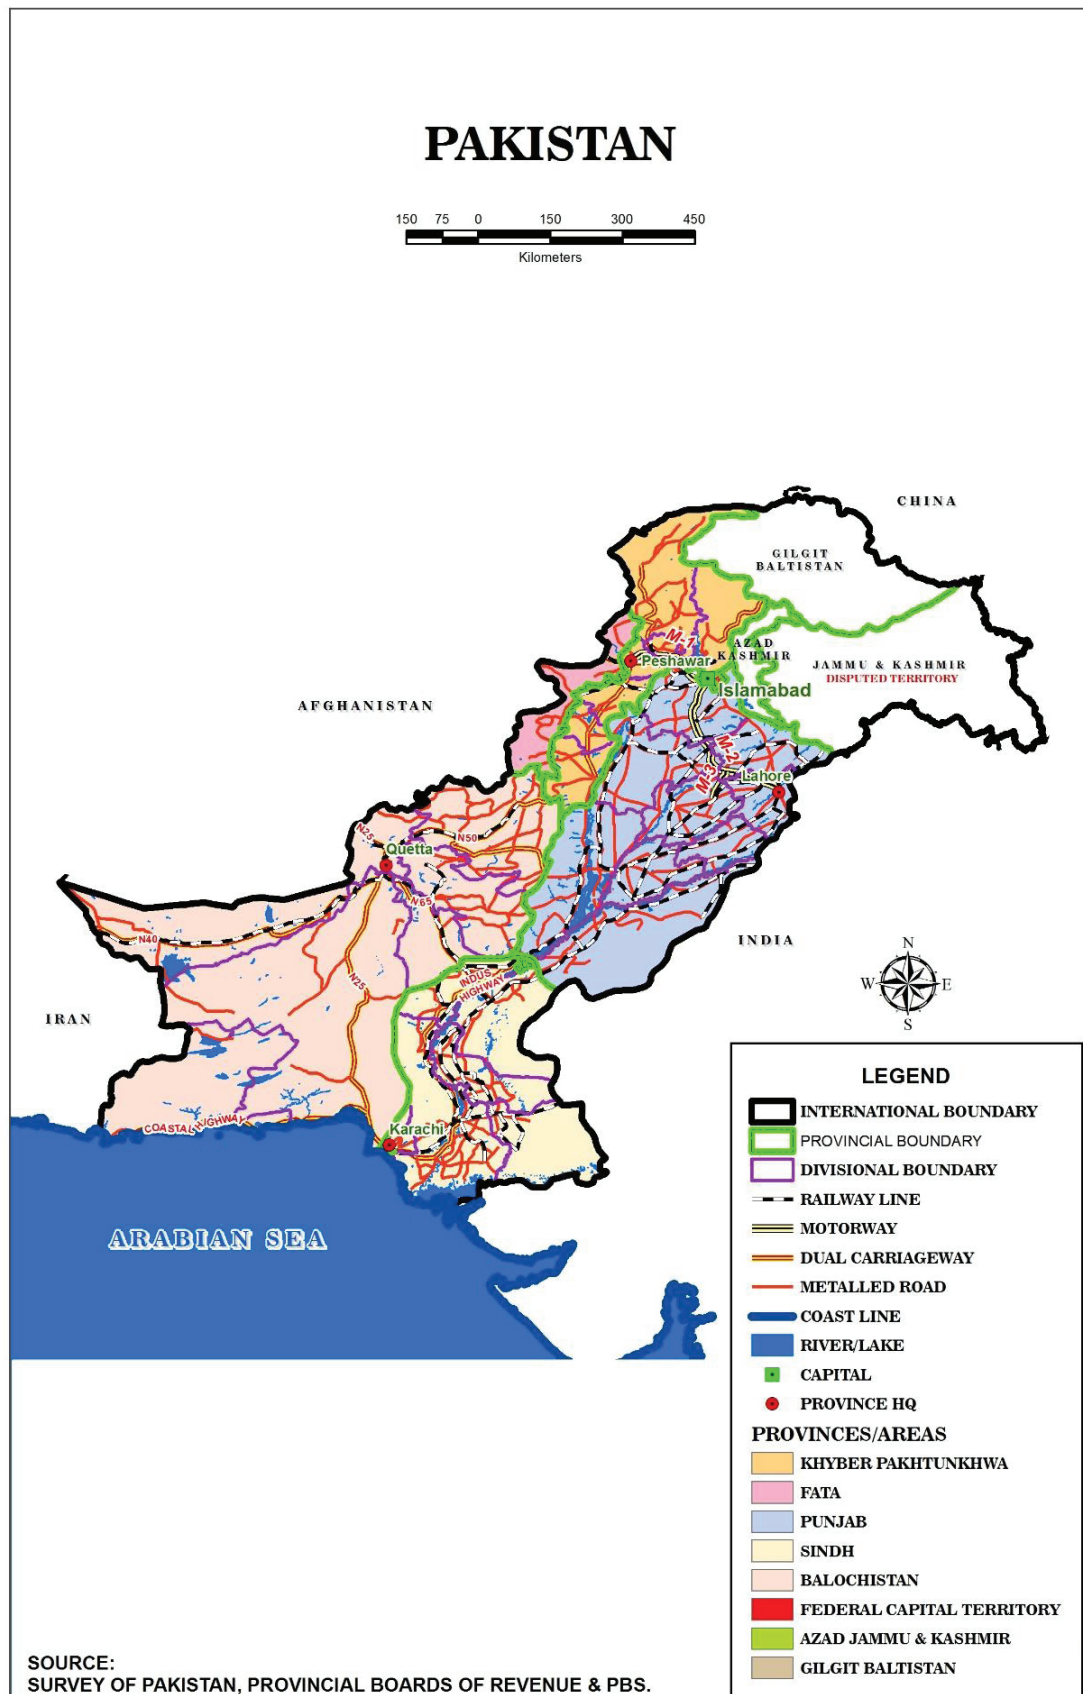 PAKISTAN
150 75 0 150 300 450
Kilometers
CHINA
GILGIT
BALTISTAN
AZAD
KASHMIR
M-1
Peshawar
JAMMU & KASHMIR
DISPUTED TERRITORY
Islamabad
AFGHANISTAN
M-2
M-3
Lahore
N25
N50
Quetta
N65
N40
INDIA
INDUS
HIGHWAY
N25
IRAN
N
W E
S
COASTAL HIGHWAY
Karachi
ARABIAN SEA
LEGEND
INTERNATIONAL BOUNDARY
PROVINCIAL BOUNDARY
DIVISIONAL BOUNDARY
RAILWAY LINE
MOTORWAY
DUAL CARRIAGEWAY
METALLED ROAD
COAST LINE
RIVER/LAKE
CAPITAL
PROVINCE HQ
PROVINCES/AREAS
KHYBER PAKHTUNKHWA
FATA
PUNJAB
SINDH
BALOCHISTAN
FEDERAL CAPITAL TERRITORY
AZAD JAMMU & KASHMIR
GILGIT BALTISTAN
SOURCE:
SURVEY OF PAKISTAN, PROVINCIAL BOARDS OF REVENUE & PBS.